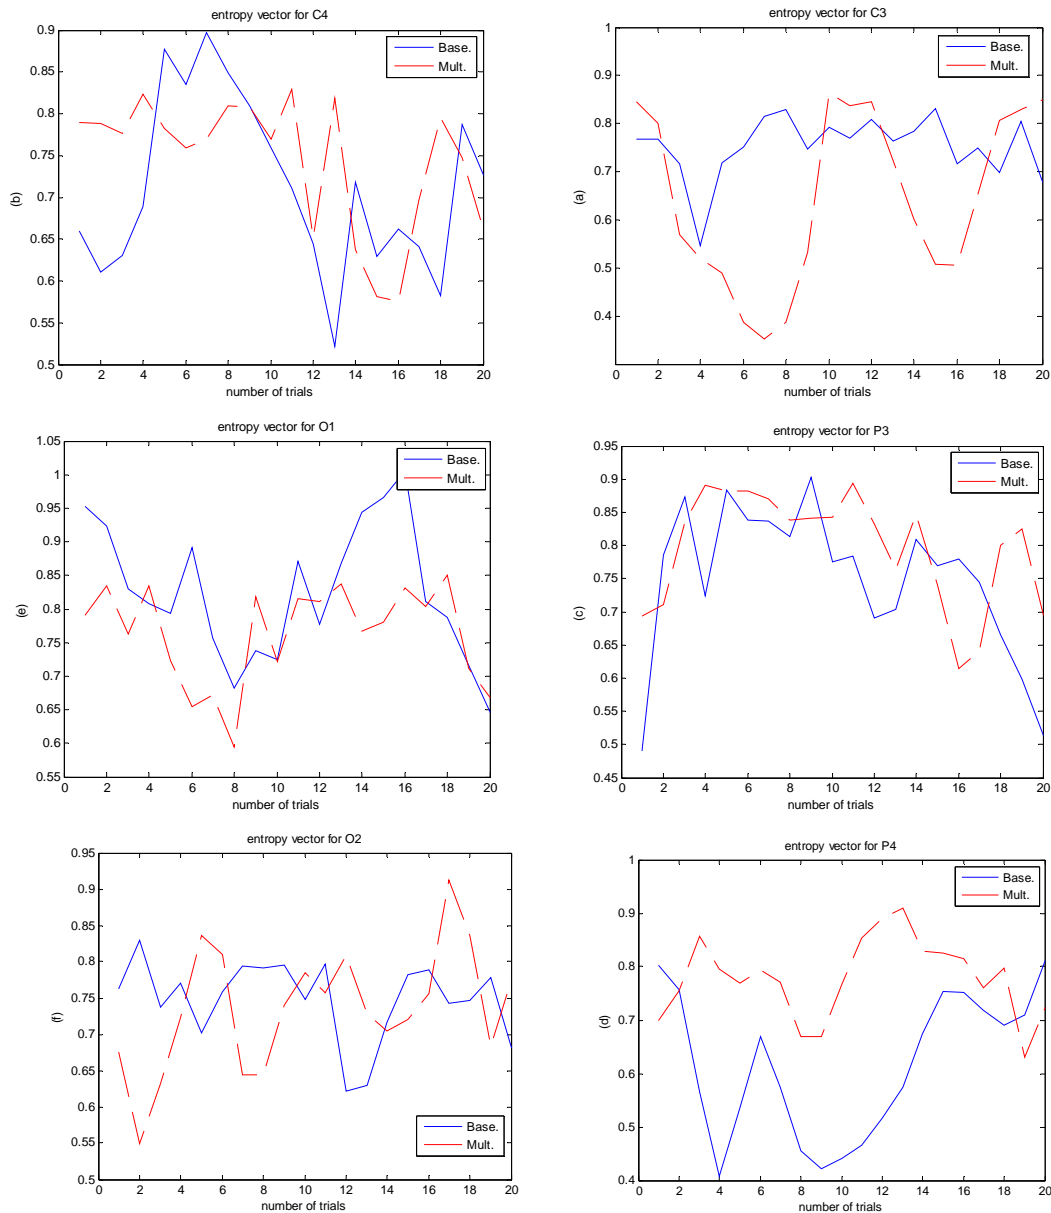 entropy vector for C4
0.9
0.85
0.8
0.75
0.7
0.65
0.6
0.55
0.5
(b)
Base.
Mult.
0 2 4 6 8 10 12 14 16 18 20
number of trials
entropy vector for C3
1
0.9
0.8
0.7
0.6
0.5
0.4
(a)
Base.
Mult.
0 2 4 6 8 10 12 14 16 18 20
number of trials
entropy vector for O1
1.05
1
0.95
0.9
0.85
0.8
0.75
0.7
0.65
0.6
0.55
(e)
Base.
Mult.
0 2 4 6 8 10 12 14 16 18 20
number of trials
entropy vector for P3
0.95
0.9
0.85
0.8
0.75
0.7
0.65
0.6
0.55
0.5
0.45
(c)
Base.
Mult.
0 2 4 6 8 10 12 14 16 18 20
number of trials
entropy vector for O2
0.95
0.9
0.85
0.8
0.75
0.7
0.65
0.6
0.55
0.5
(f)
Base.
Mult.
0 2 4 6 8 10 12 14 16 18 20
number of trials
entropy vector for P4
1
0.9
0.8
0.7
0.6
0.5
0.4
(d)
Base.
Mult.
0 2 4 6 8 10 12 14 16 18 20
number of trials